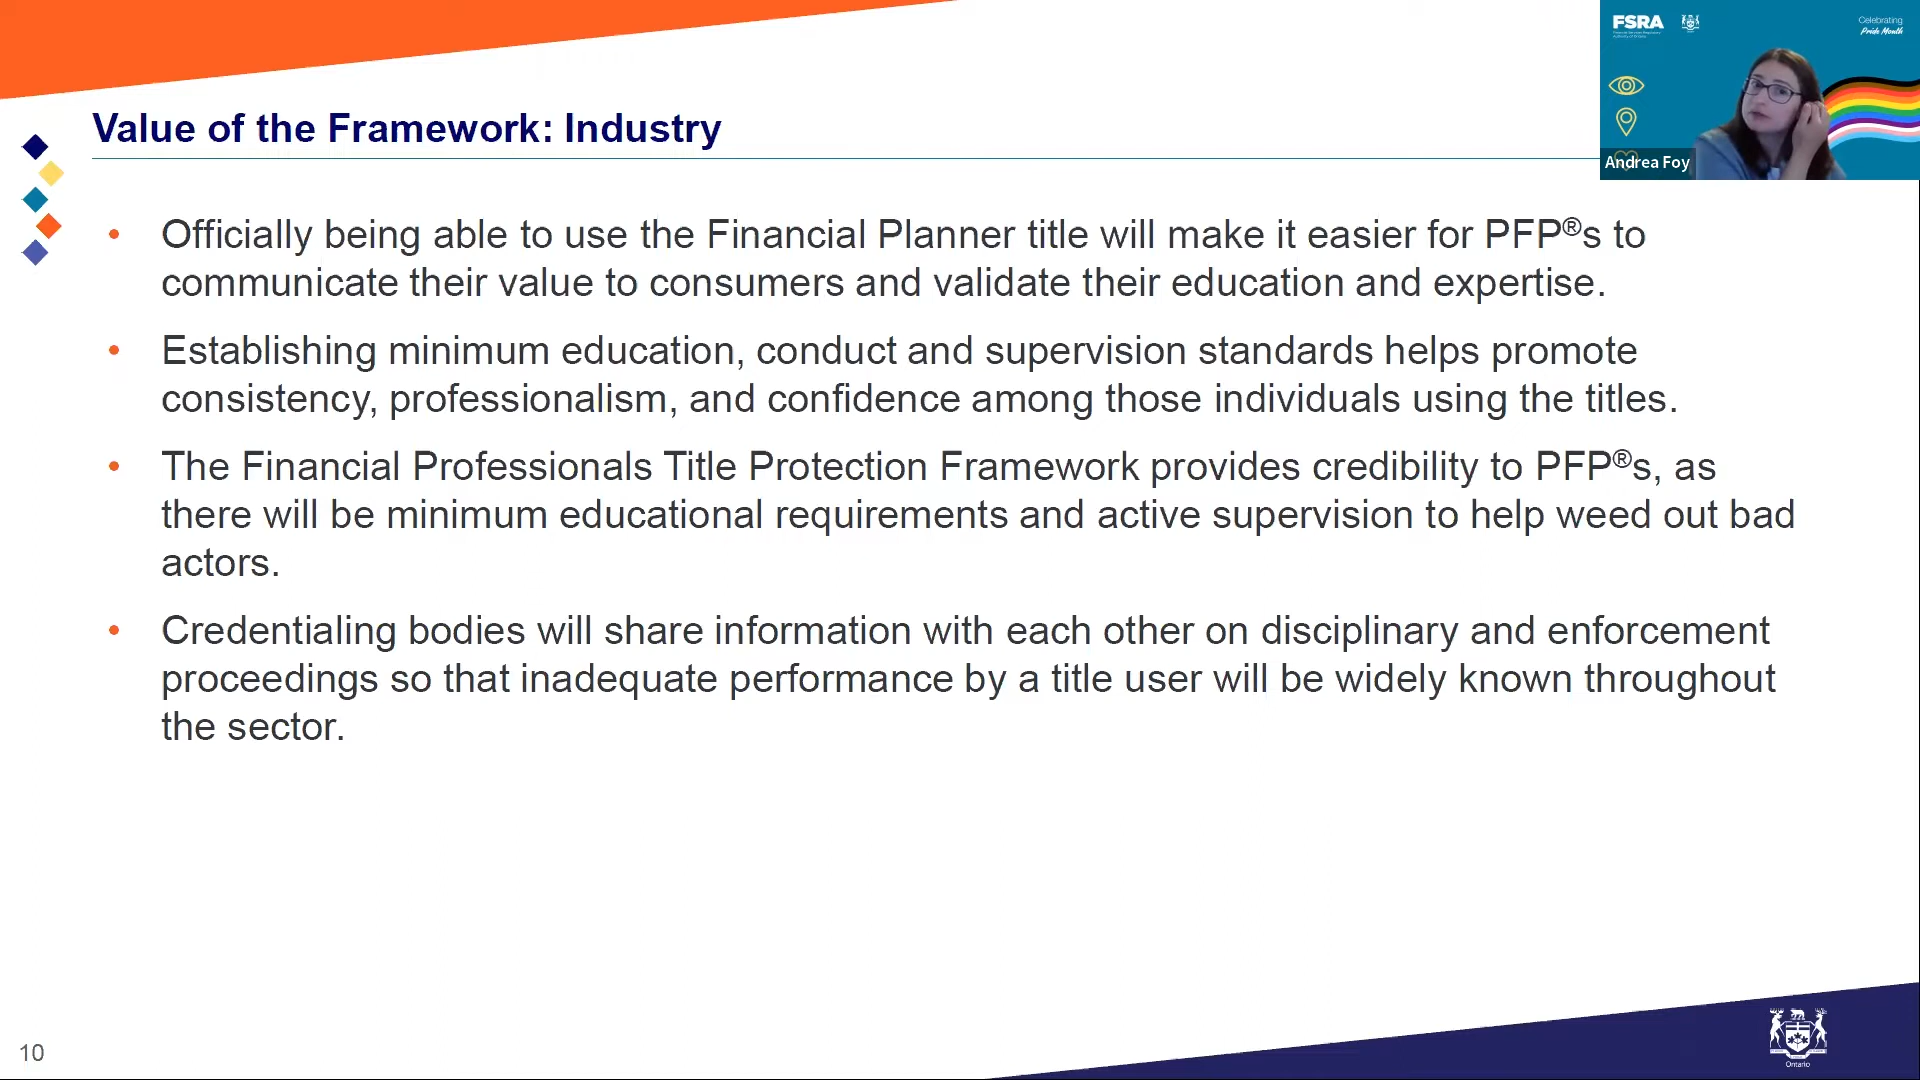 Value of the Framework: Industry
• Officially being able to use the Financial Planner title will make it easier for PFP®s to
communicate their value to consumers and validate their education and expertise.
• Establishing minimum education, conduct and supervision standards helps promote
consistency, professionalism, and confidence among those individuals using the titles.
• The Financial Professionals Title Protection Framework provides credibility to PFP®s, as
there will be minimum educational requirements and active supervision to help weed out bad
actors.
• Credentialing bodies will share information with each other on disciplinary and enforcement
proceedings so that inadequate performance by a title user will be widely known throughout
the sector.
10
Ontario
FSRA
Celebrating
Pride Month
Andrea Foy